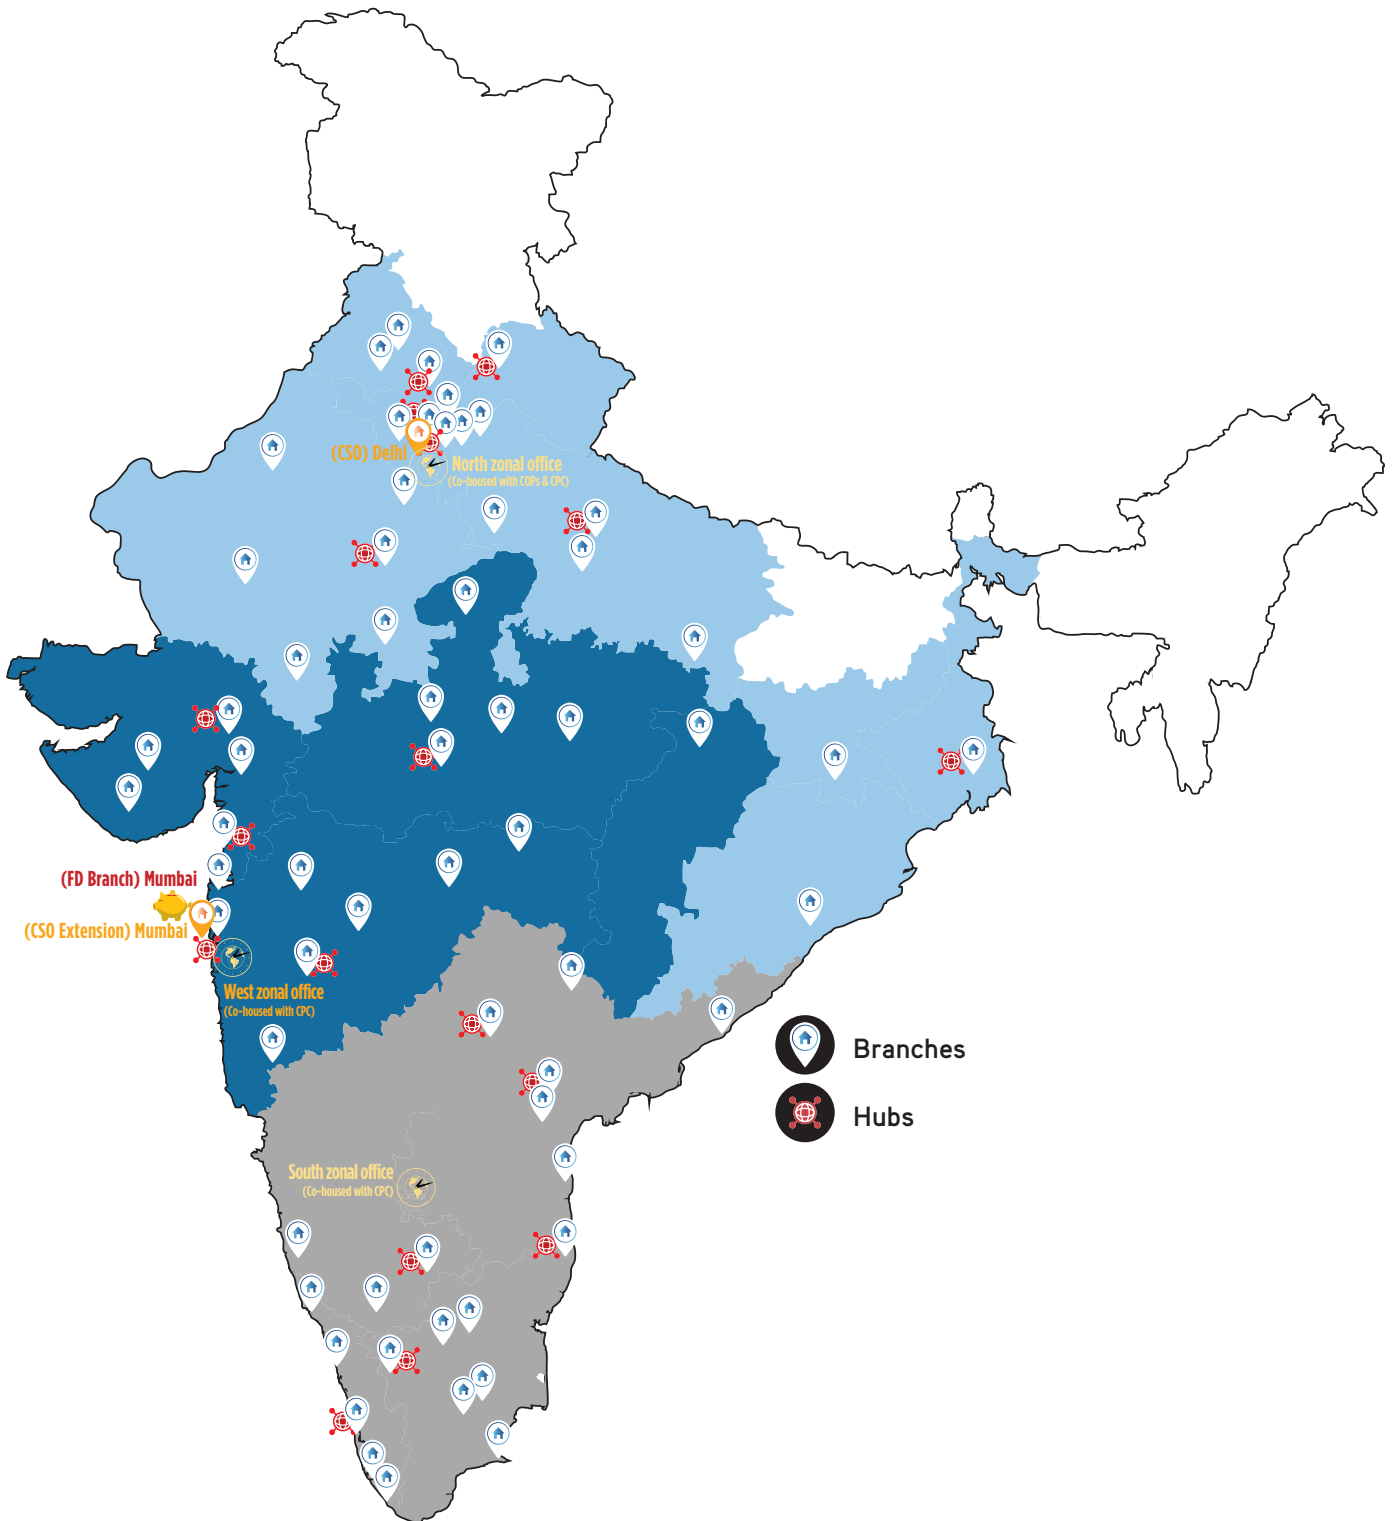 (CSO) Delhi
North zonal office
(Co-housed with COPs & CPC)
(FD Branch) Mumbai
(CSO Extension) Mumbai
West zonal office
(Co-housed with CPC)
Branches
Hubs
South zonal office
(Co-housed with CPC)